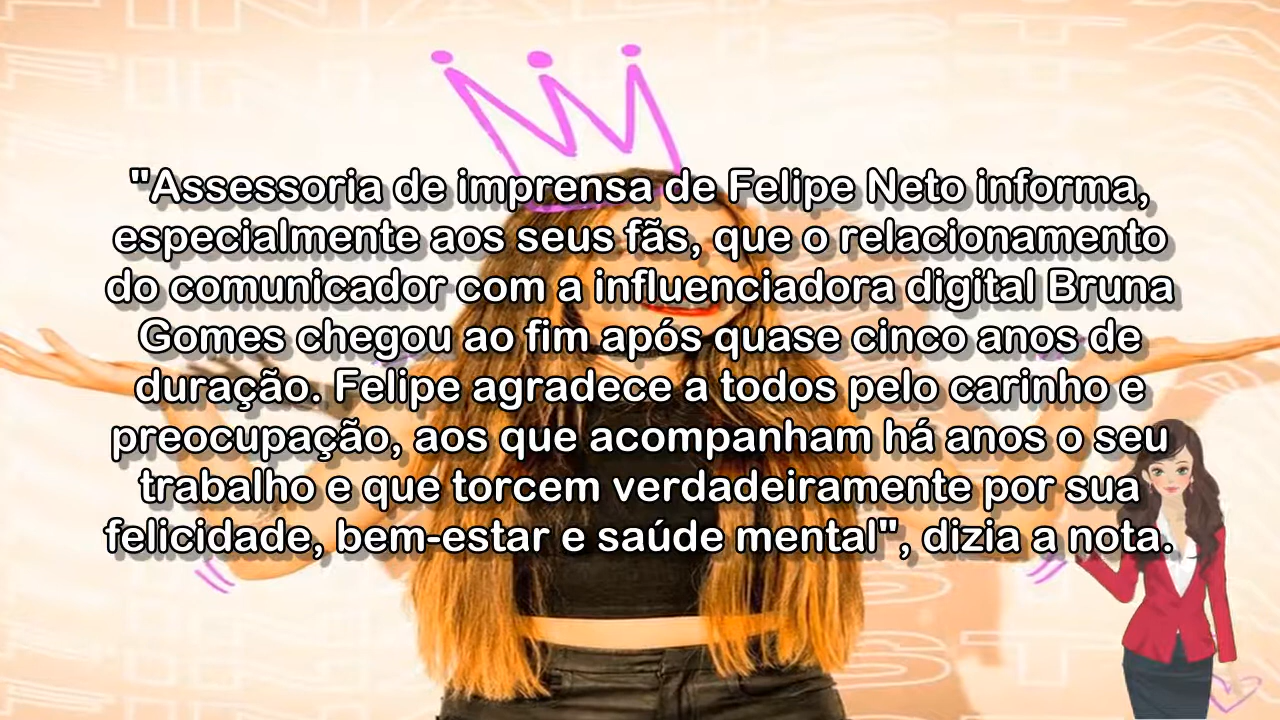 "Assessoria de imprensa de Felipe Neto informa,
especialmente aos seus fãs, que o relacionamento
do comunicador com a influenciadora digital Bruna
Gomes chegou ao fim após quase cinco anos de
duração. Felipe agradece a todos pelo carinho e
preocupação, aos que acompanham há anos o seu
trabalho e que torcem verdadeiramente por sua
felicidade, bem-estar e saúde mental", dizia a nota.